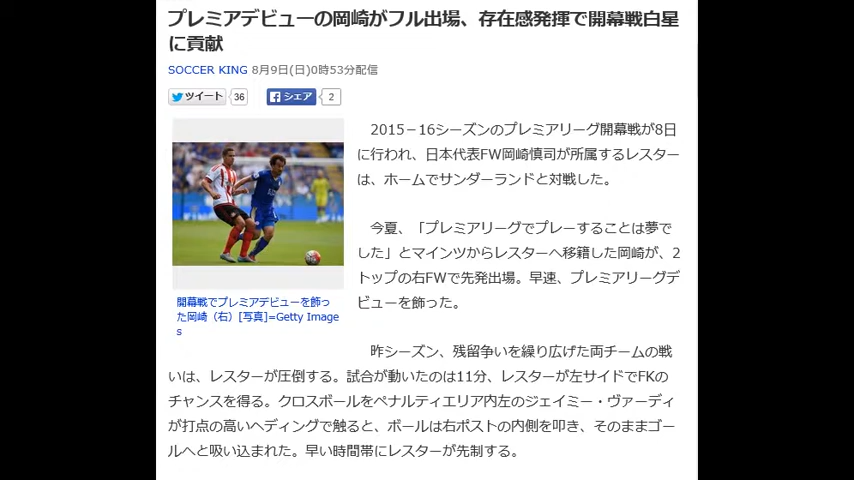 プレミアデビューの岡崎がフル出場、存在感発揮で開幕戦白星
に貢献
SOCCER KING 8月9日(日)0時53分配信
ツイート 36 シェア 2
2015－16シーズンのプレミアリーグ開幕戦が8日
に行われ、日本代表FW岡崎慎司が所属するレスター
は、ホームでサンダーランドと対戦した。
今夏、「プレミアリーグでプレーすることは夢で
した」とマインツからレスターへ移籍した岡崎が、2
トップの右FWで先発出場。早速、プレミアリーグデ
ビューを飾った。
開幕戦でプレミアデビューを飾っ
た岡崎（右）[写真]=Getty Image
s
昨シーズン、残留争いを繰り広げた両チームの戦
いは、レスターが圧倒する。試合が動いたのは11分、レスターが左サイドでFKの
チャンスを得る。クロスボールをペナルティエリア内左のジェイミー・ヴァーディ
が打点の高いヘディングで触ると、ボールは右ポストの内側を叩き、そのままゴー
ルへと吸い込まれた。早い時間帯にレスターが先制する。